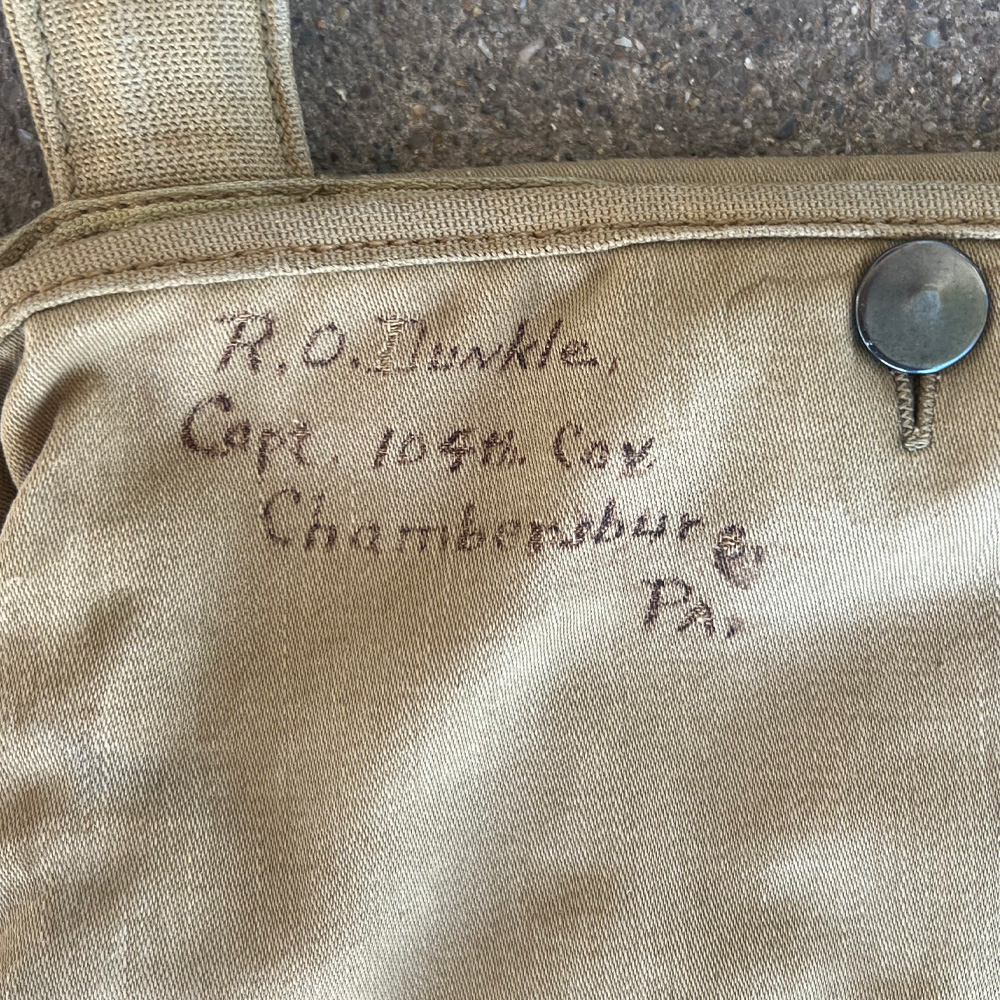 R.O. Dunkle,
Capt. 104th. Cav.
Chambersburg,
Pa.